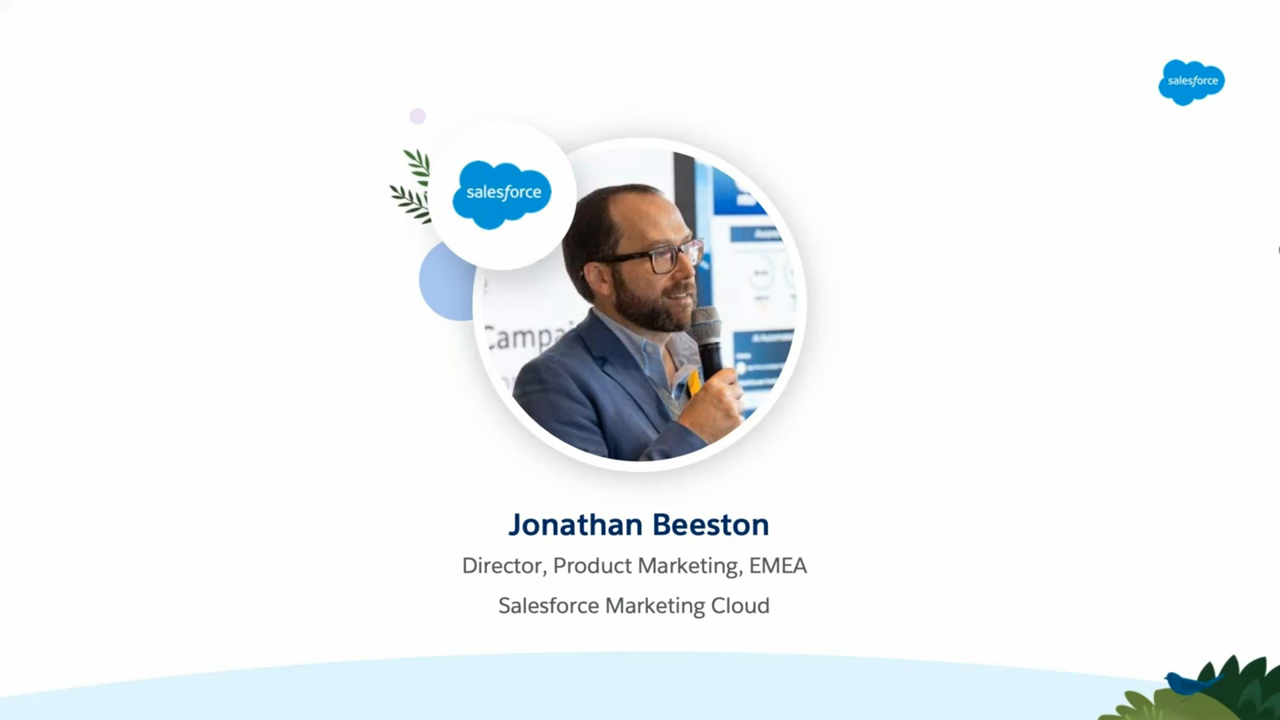 salesforce
salesforce
Campai
Jonathan Beeston
Director, Product Marketing, EMEA
Salesforce Marketing Cloud